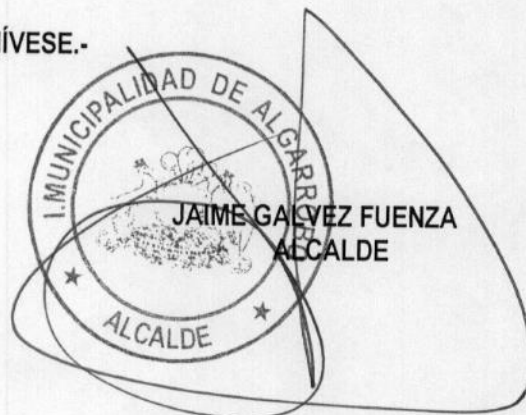 ÍVESE.-
I.MUNICIPALIDAD DE ALGARROBO
JAIME GALVEZ FUENZA
ALCALDE
★ ALCALDE ★